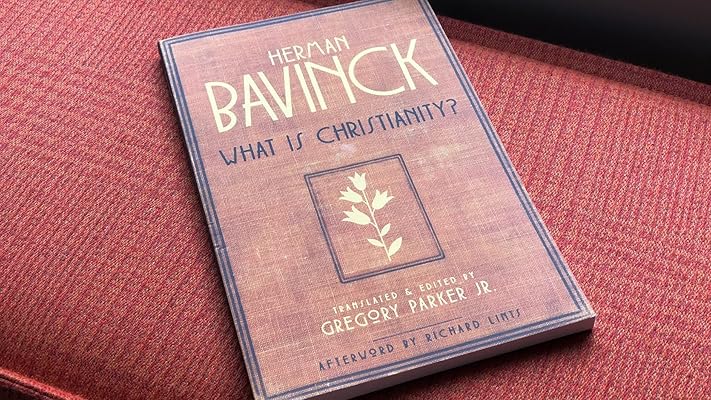 HERMAN
BAVINCK
WHAT IS CHRISTIANITY?
TRANSLATED & EDITED BY
GREGORY PARKER JR.
AFTERWORD BY RICHARD LINTS